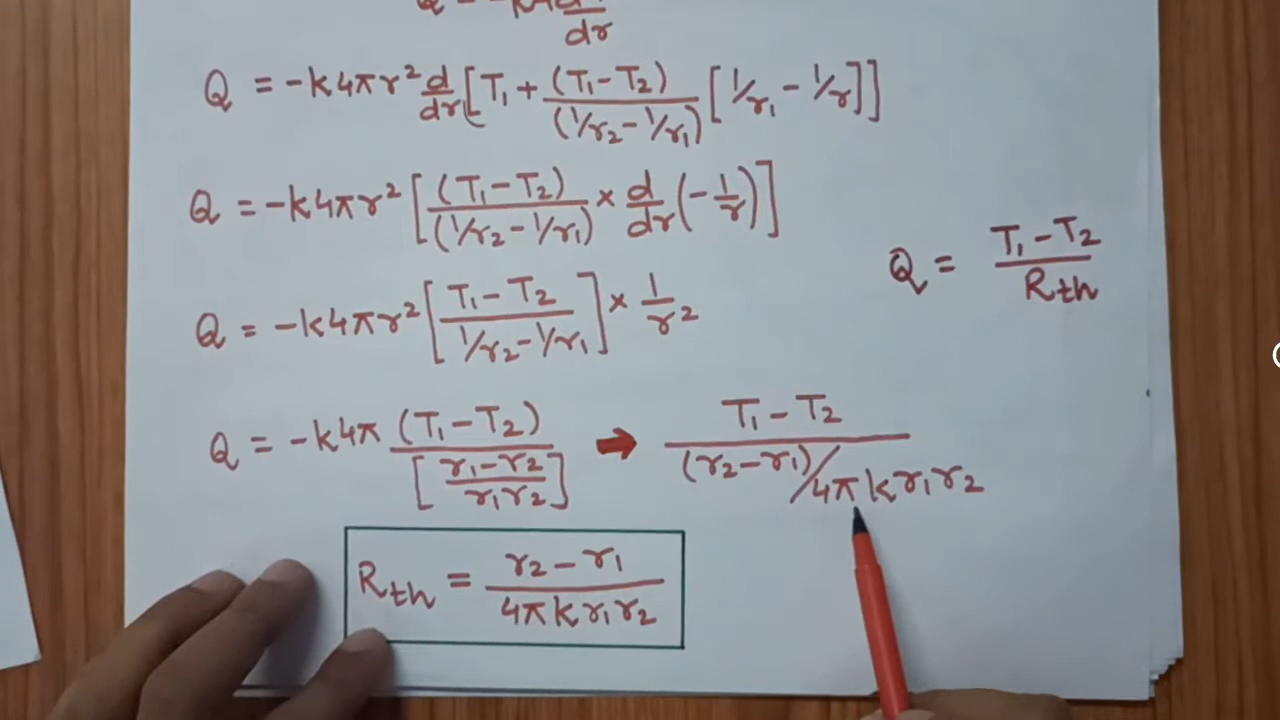 dr
Q = -k4πr² d/dr [T₁ + (T₁-T₂)/(1/r₂ - 1/r₁) [1/r₁ - 1/r]]
Q = -k4πr² [(T₁-T₂)/(1/r₂ - 1/r₁) × d/dr (-1/r)]
Q = (T₁-T₂)/Rth
Q = -k4πr² [(T₁-T₂)/(1/r₂ - 1/r₁)] × 1/r²
Q = -k4π (T₁-T₂)/[(r₁-r₂)/(r₁r₂)] ➡ (T₁-T₂)/((r₂-r₁)/4πkr₁r₂)
Rth = (r₂-r₁)/(4πkr₁r₂)